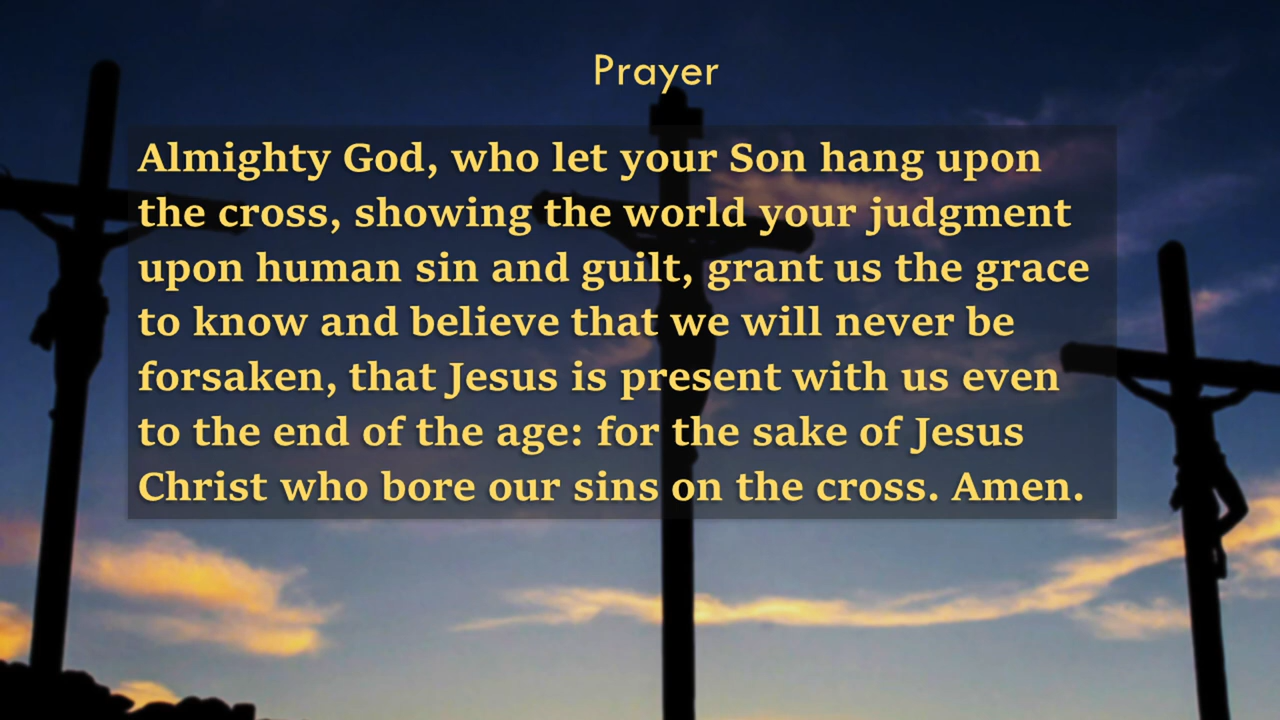 Prayer
Almighty God, who let your Son hang upon
the cross, showing the world your judgment
upon human sin and guilt, grant us the grace
to know and believe that we will never be
forsaken, that Jesus is present with us even
to the end of the age: for the sake of Jesus
Christ who bore our sins on the cross. Amen.